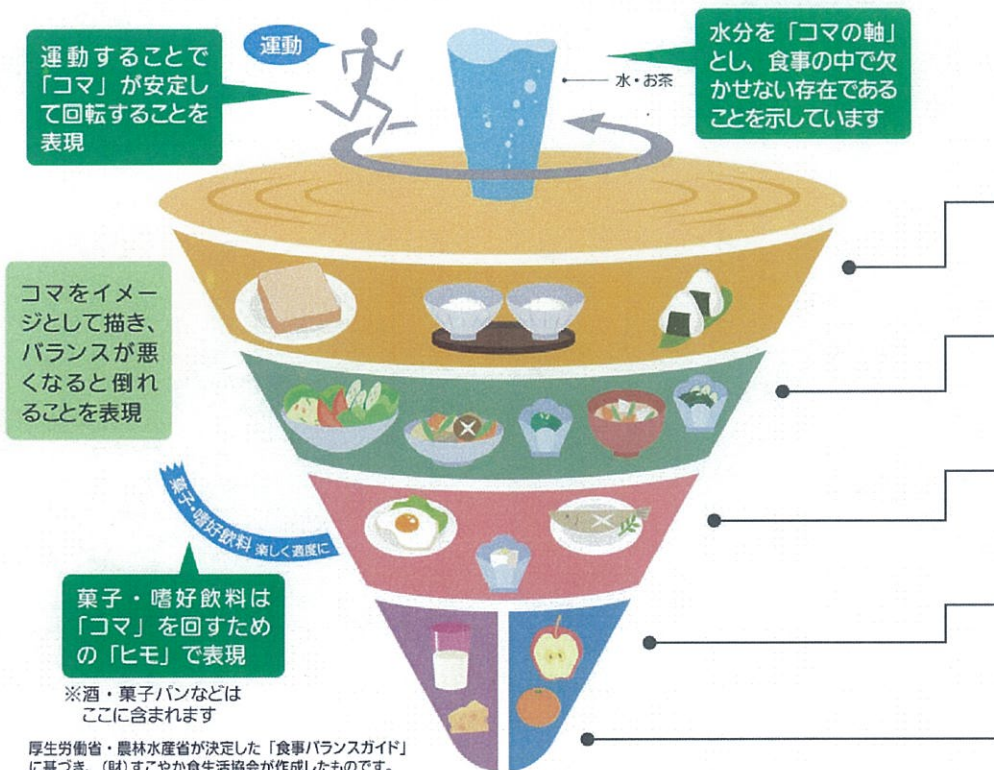 運動することで
「コマ」が安定し
て回転することを
表現
運動
水・お茶
水分を「コマの軸」
とし、食事の中で欠
かせない存在である
ことを示しています
コマをイメー
ジとして描き、
バランスが悪
くなると倒れ
ることを表現
菓子・嗜好飲料 楽しく適度に
菓子・嗜好飲料は
「コマ」を回すため
の「ヒモ」で表現
※酒・菓子パンなどは
ここに含まれます
厚生労働省・農林水産省が決定した「食事バランスガイド」
に基づき、(財)すこやか食生活協会が作成したものです。